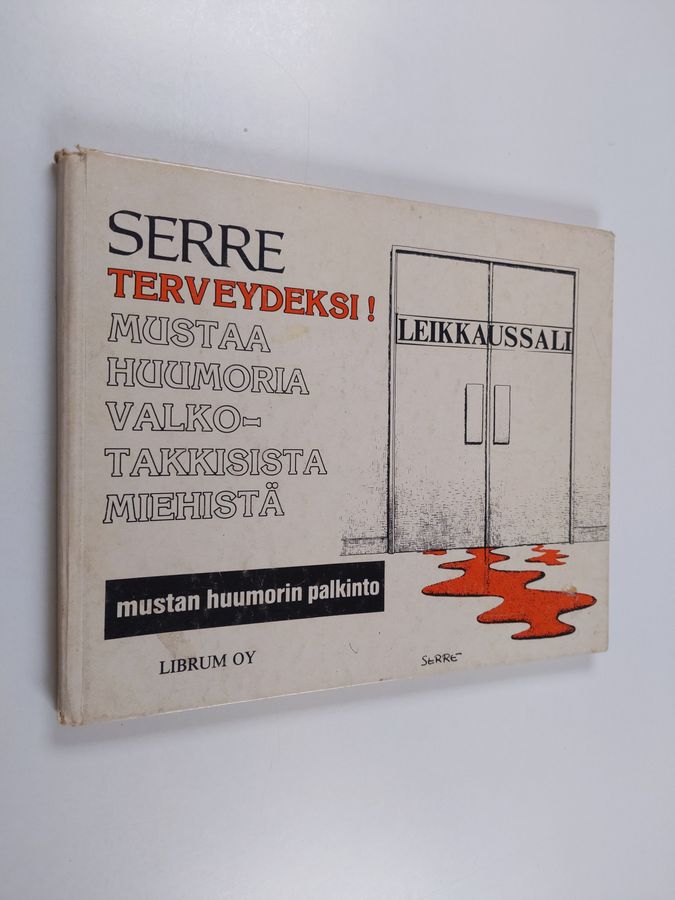 SERRE
TERVEYDEKSI!
MUSTAA
HUUMORIA
VALKO-
TAKKISISTA
MIEHISTÄ
LEIKKAUSSALI
mustan huumorin palkinto
LIBRUM OY
SERRE